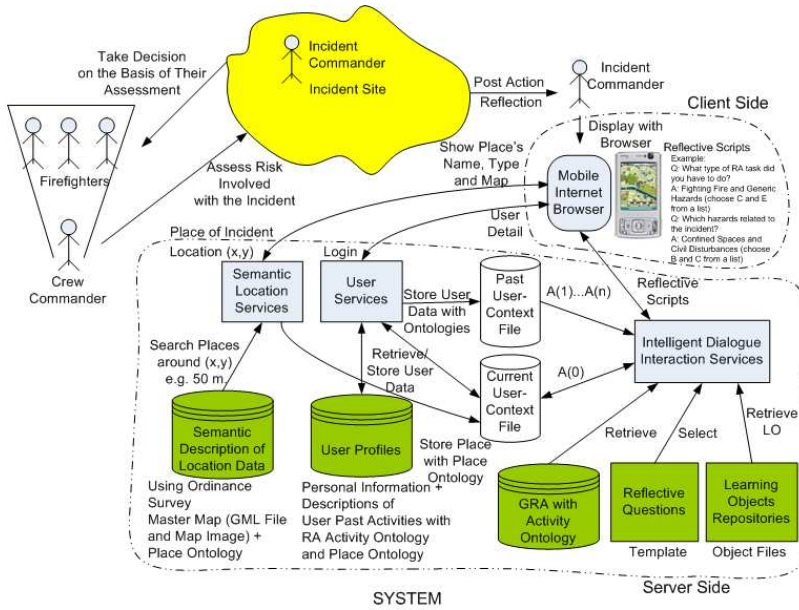 Take Decision
on the Basis of Their
Assessment
Incident
Commander
Incident Site
Post Action
Reflection
Incident
Commander
Client Side
Firefighters
Crew
Commander
Assess Risk
Involved
with the Incident
Show Place's
Name, Type
and Map
User
Detail
Display with
Browser
Mobile
Internet
Browser
Reflective Scripts
Example:
Q: What type of RA task did
you have to do?
A: Fighting Fire and Generic
Hazards (choose C and E
from a list)
Q: Which hazards related to
the incident?
A: Confined Spaces and
Civil Disturbances (choose
B and C from a list)
Place of Incident
Location (x,y)
Login
Semantic
Location
Services
User
Services
Store User
Data with
Ontologies
Past
User-
Context
File
A(1)...A(n)
Reflective
Scripts
Intelligent Dialogue
Interaction Services
Search Places
around (x,y)
e.g. 50 m.
Retrieve/
Store User
Data
Current
User-
Context
File
A(0)
Semantic
Description of
Location Data
User Profiles
Store Place
with Place
Ontology
Retrieve
Select
Retrieve
LO
GRA with
Activity
Ontology
Reflective
Questions
Learning
Objects
Repositories
Using Ordinance
Survey
Master Map (GML File
and Map Image) +
Place Ontology
Personal Information +
Descriptions of
User Past Activities with
RA Activity Ontology
and Place Ontology
Template
Object Files
Server Side
SYSTEM